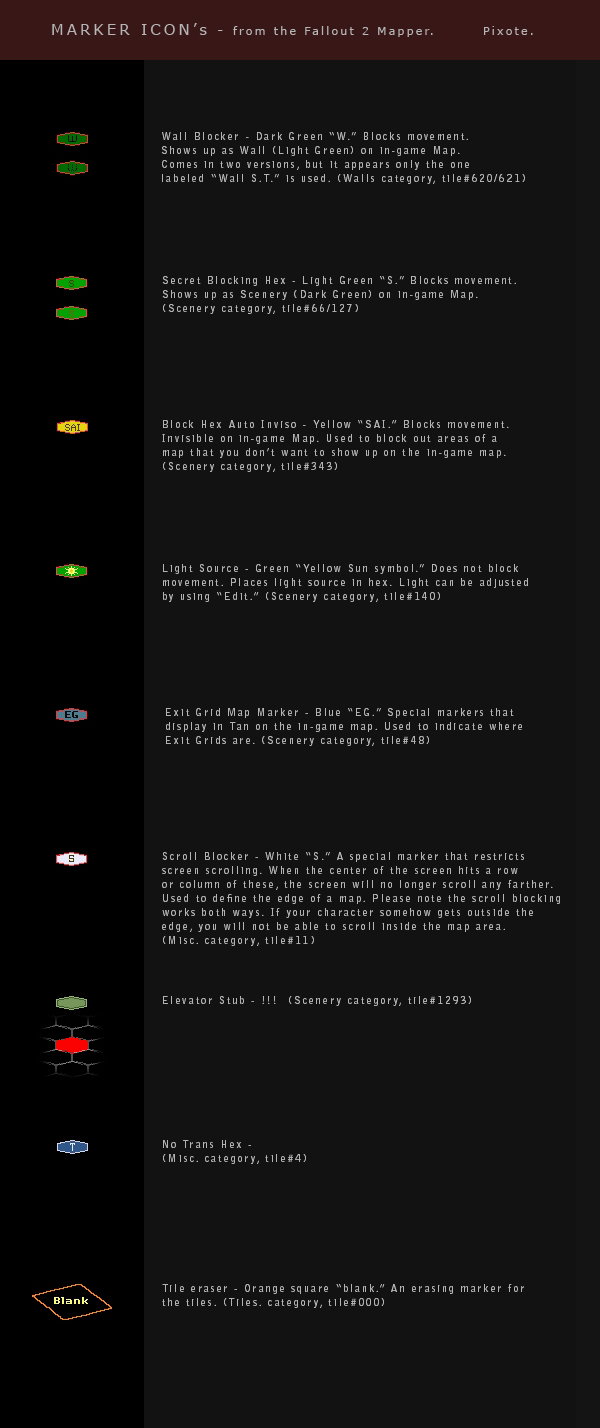 MARKER ICON’s - from the Fallout 2 Mapper. Pixote.
W
Wall Blocker - Dark Green “W.” Blocks movement.
Shows up as Wall (Light Green) on in-game Map.
Comes in two versions, but it appears only the one
labeled “Wall S.T.” is used. (Walls category, tile#620/621)
S
Secret Blocking Hex - Light Green “S.” Blocks movement.
Shows up as Scenery (Dark Green) on in-game Map.
(Scenery category, tile#66/127)
SAI
Block Hex Auto Inviso - Yellow “SAI.” Blocks movement.
Invisible on in-game Map. Used to block out areas of a
map that you don’t want to show up on the in-game map.
(Scenery category, tile#343)
Light Source - Green “Yellow Sun symbol.” Does not block
movement. Places light source in hex. Light can be adjusted
by using “Edit.” (Scenery category, tile#140)
EG
Exit Grid Map Marker - Blue “EG.” Special markers that
display in Tan on the in-game map. Used to indicate where
Exit Grids are. (Scenery category, tile#48)
S
Scroll Blocker - White “S.” A special marker that restricts
screen scrolling. When the center of the screen hits a row
or column of these, the screen will no longer scroll any farther.
Used to define the edge of a map. Please note the scroll blocking
works both ways. If your character somehow gets outside the
edge, you will not be able to scroll inside the map area.
(Misc. category, tile#11)
Elevator Stub - !!! (Scenery category, tile#1293)
T
No Trans Hex -
(Misc. category, tile#4)
Blank
Tile eraser - Orange square “blank.” An erasing marker for
the tiles. (Tiles. category, tile#000)